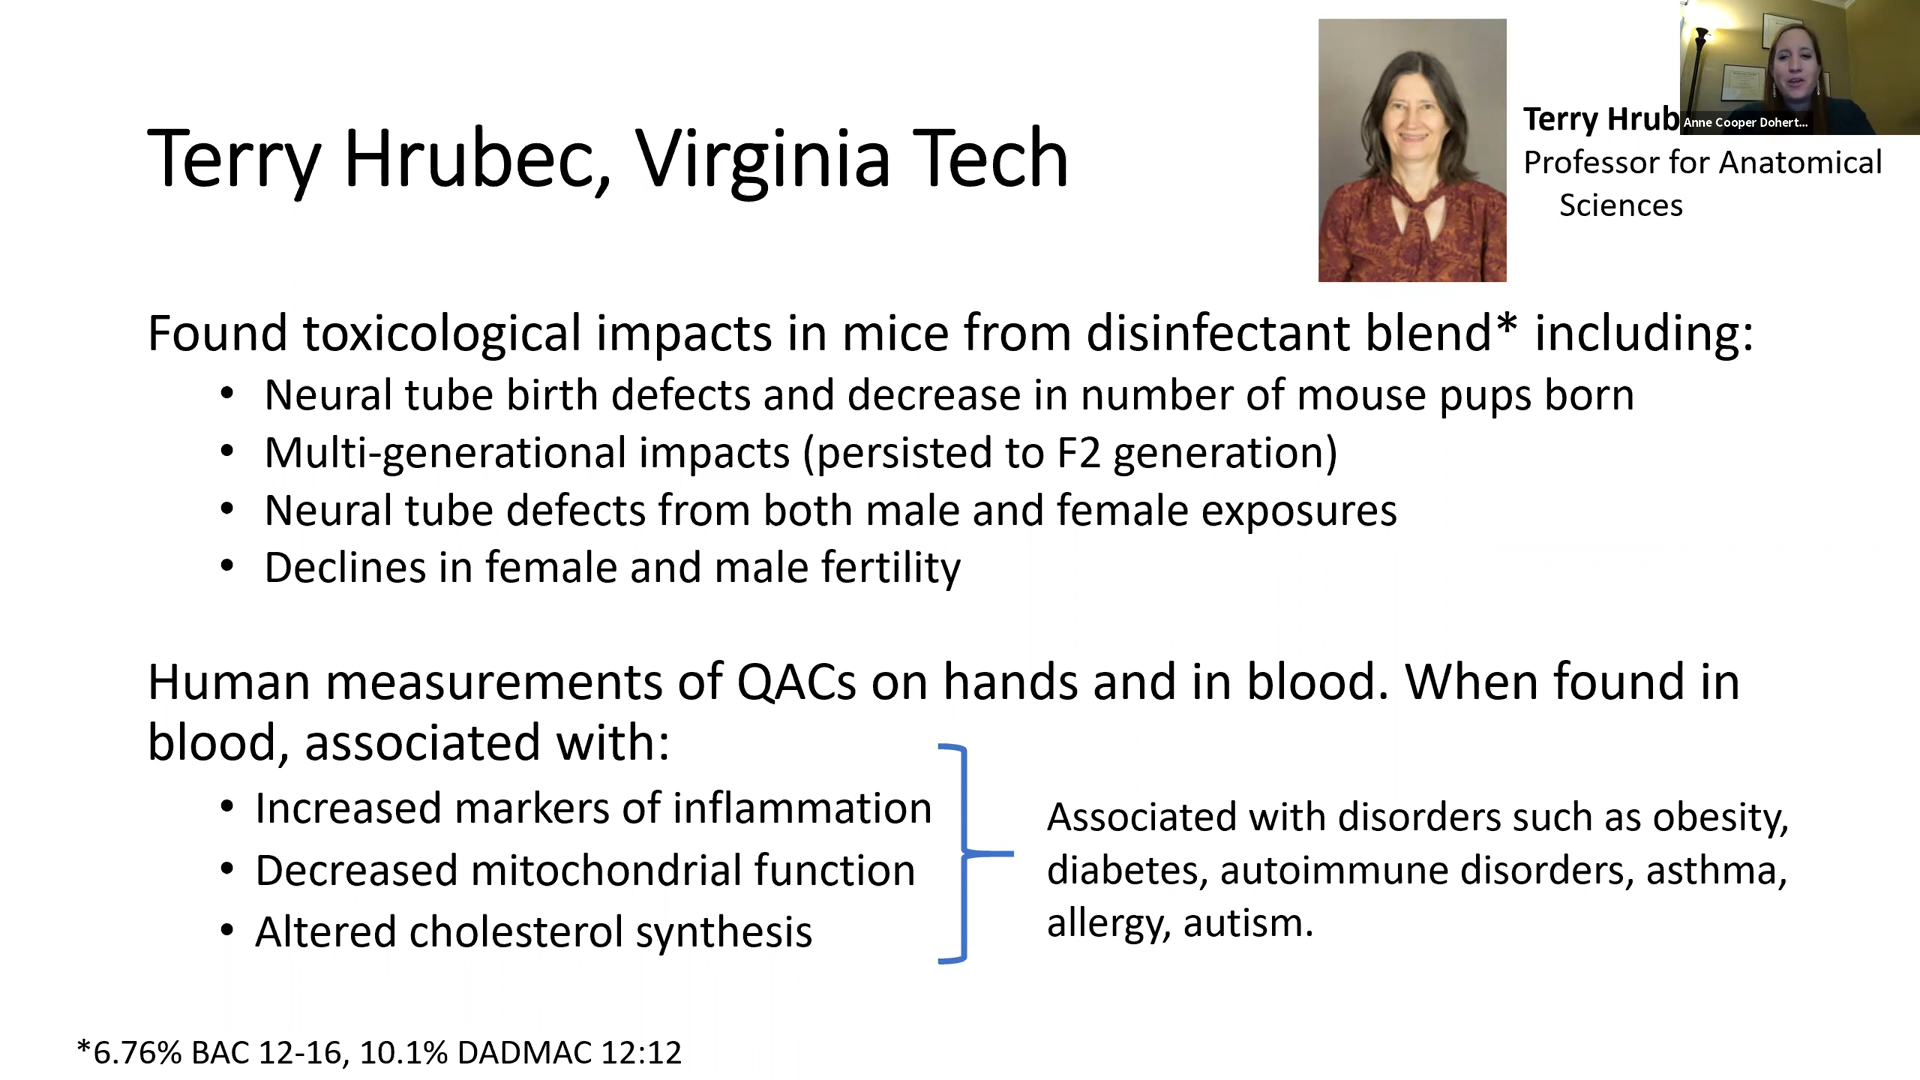 Terry Hrubec, Virginia Tech
Terry Hrub
Anne Cooper Dohert...
Professor for Anatomical
Sciences
Found toxicological impacts in mice from disinfectant blend* including:
• Neural tube birth defects and decrease in number of mouse pups born
• Multi-generational impacts (persisted to F2 generation)
• Neural tube defects from both male and female exposures
• Declines in female and male fertility
Human measurements of QACs on hands and in blood. When found in
blood, associated with:
• Increased markers of inflammation
• Decreased mitochondrial function
• Altered cholesterol synthesis
Associated with disorders such as obesity,
diabetes, autoimmune disorders, asthma,
allergy, autism.
*6.76% BAC 12-16, 10.1% DADMAC 12:12